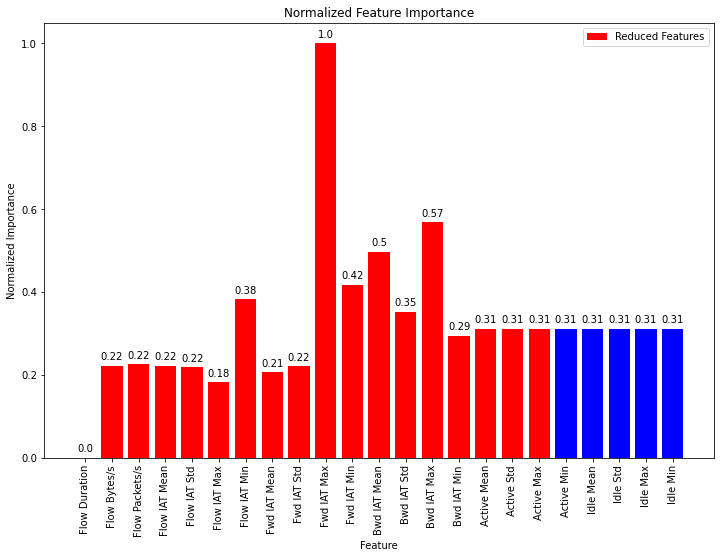 Normalized Feature Importance
Reduced Features
Normalized Importance
1.0
0.8
0.6
0.4
0.2
0.0
0.0
0.22
0.22
0.22
0.22
0.18
0.38
0.21
0.22
1.0
0.42
0.5
0.35
0.57
0.29
0.31
0.31
0.31
0.31
0.31
0.31
0.31
0.31
Flow Duration
Flow Bytes/s
Flow Packets/s
Flow IAT Mean
Flow IAT Std
Flow IAT Max
Flow IAT Min
Fwd IAT Mean
Fwd IAT Std
Fwd IAT Max
Fwd IAT Min
Bwd IAT Mean
Bwd IAT Std
Bwd IAT Max
Bwd IAT Min
Active Mean
Active Std
Active Max
Active Min
Idle Mean
Idle Std
Idle Max
Idle Min
Feature